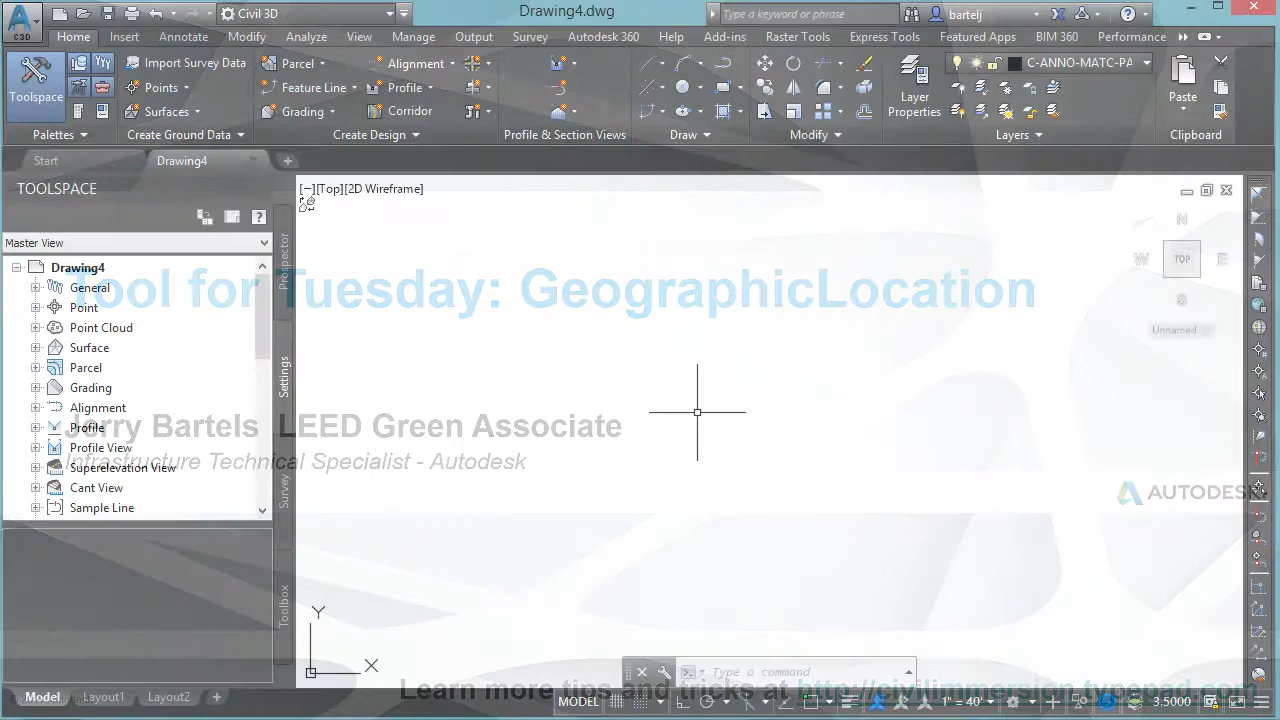 Civil 3D
Drawing4.dwg
Type a keyword or phrase
bartelj
C3D
Home Insert Annotate Modify Analyze View Manage Output Survey Autodesk 360 Help Add-ins Raster Tools Express Tools Featured Apps BIM 360 Performance
Import Survey Data Parcel Alignment C-ANNO-MATC-PA
Toolspace Points Feature Line Profile Layer Properties Paste
Surfaces Grading Corridor
Palettes Create Ground Data Create Design Profile & Section Views Draw Modify Layers Clipboard
Start Drawing4
TOOLSPACE
[−][Top][2D Wireframe]
Master View
N
W TOP E
S
Unnamed
Prospector
Settings
Survey
Toolbox
Drawing4
General
Point
Point Cloud
Surface
Parcel
Grading
Alignment
Profile
Profile View
Superelevation View
Cant View
Sample Line
Tool for Tuesday: GeographicLocation
Jerry Bartels LEED Green Associate
Infrastructure Technical Specialist - Autodesk
AUTODESK
Y
X
Type a command
Learn more tips and tricks at http://civilimmersion.typepad.com
Model Layout1 Layout2 +
MODEL 1" = 40' 3.5000